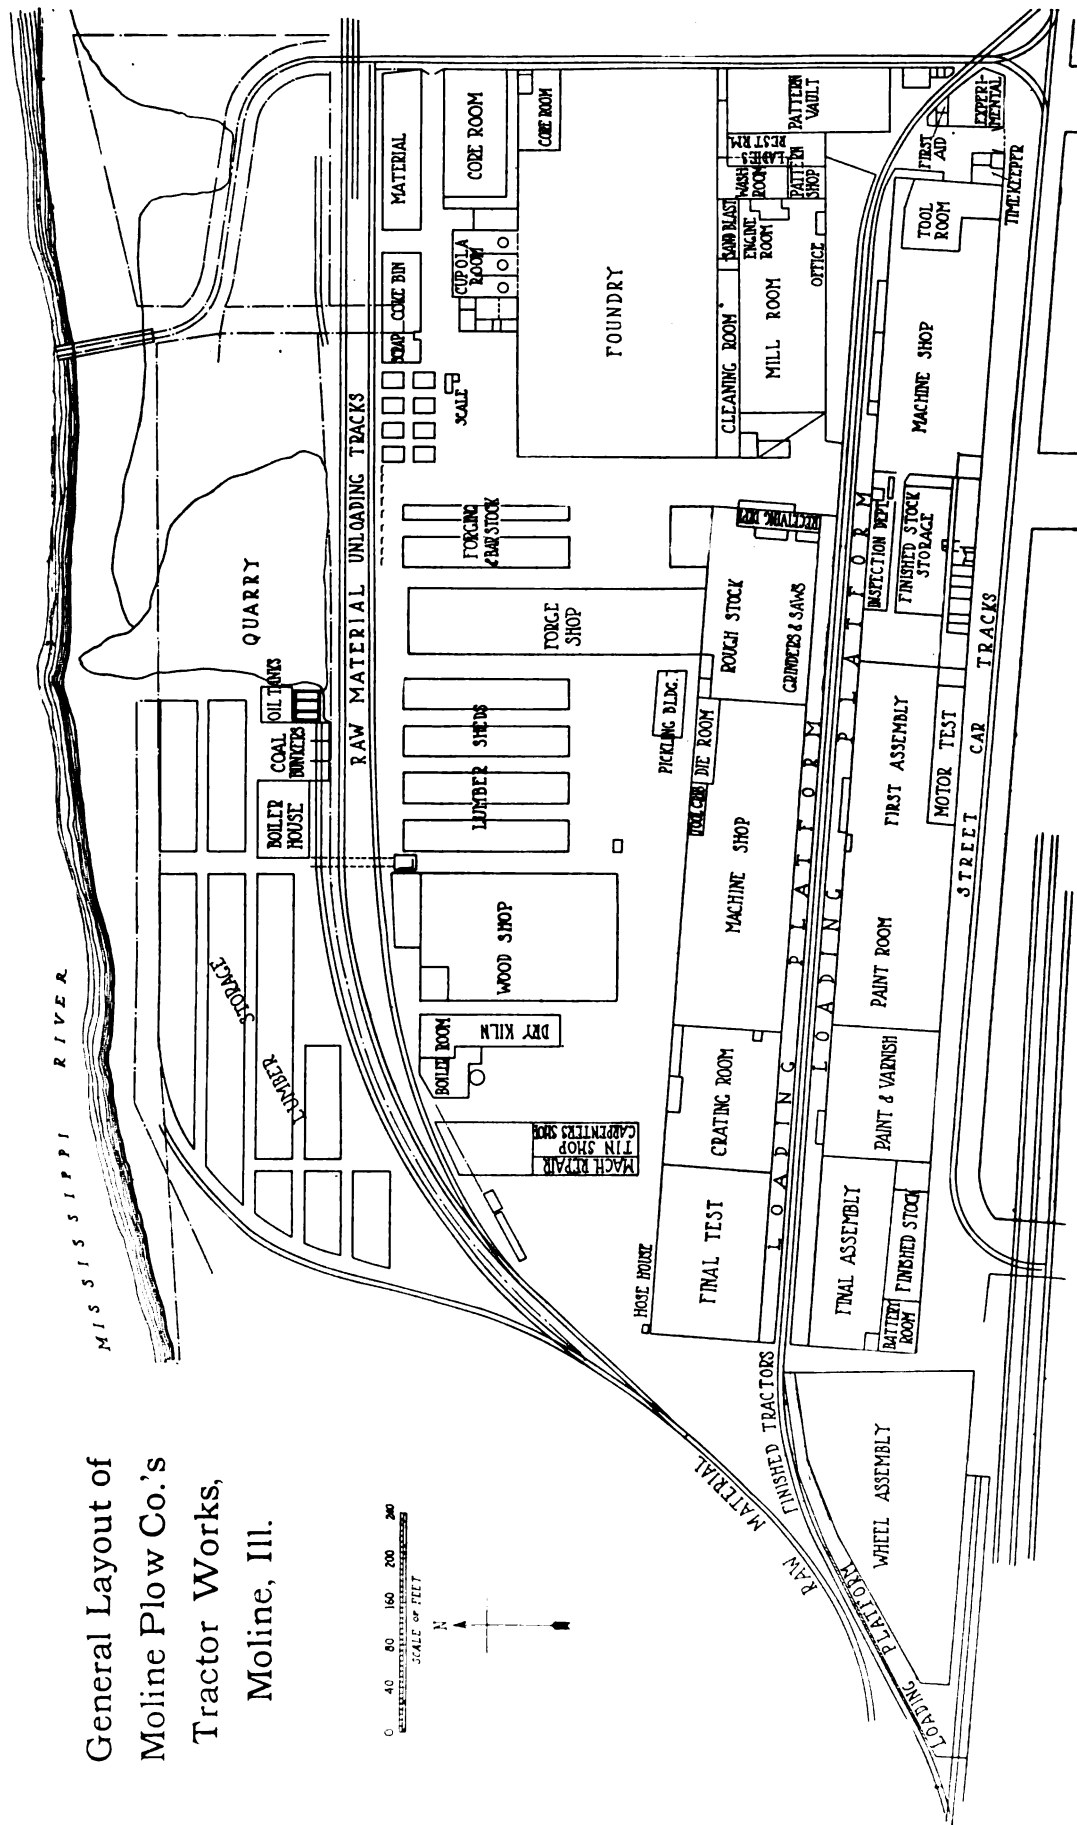 General Layout of
Moline Plow Co.'s
Tractor Works,
Moline, Ill.
0 40 80 160 200 240
SCALE OF FEET
N
MISSISSIPPI RIVER
LUMBER STORAGE
BOILER
HOUSE
COAL
BUNKERS
OIL TANKS
QUARRY
RAW MATERIAL UNLOADING TRACKS
SCRAP
COKE BIN
MATERIAL
CORE ROOM
CORE ROOM
CUPOLA
ROOM
SCALE
FOUNDRY
FORGING
& BAR STOCK
FORGE
SHOP
LUMBER SHEDS
WOOD SHOP
BOILER ROOM
DRY KILN
CARPENTERS SHOP
TIN SHOP
MACH. REPAIR
HOSE HOUSE
FINAL TEST
CRATING ROOM
MACHINE SHOP
TOOL CRIB
DIE ROOM
PICKLING BLDG.
ROUGH STOCK
GRINDERS & SAWS
RECEIVING DEPT.
CLEANING ROOM
SAND BLAST
MILL ROOM
ENGINE
ROOM
WASH
ROOM
LADIES
REST RM.
PATTERN
SHOP
PATTERN
VAULT
OFFICE
LOADING PLATFORM
LOADING PLATFORM
FINAL ASSEMBLY
BATTERY
ROOM
FINISHED STOCK
PAINT & VARNISH
PAINT ROOM
FIRST ASSEMBLY
MOTOR TEST
INSPECTION DEPT.
FINISHED STOCK
STORAGE
MACHINE SHOP
TOOL
ROOM
FIRST
AID
EXPERI-
MENTAL
TIMEKEEPER
STREET CAR TRACKS
RAW MATERIAL
FINISHED TRACTORS
WHEEL ASSEMBLY
LOADING PLATFORM